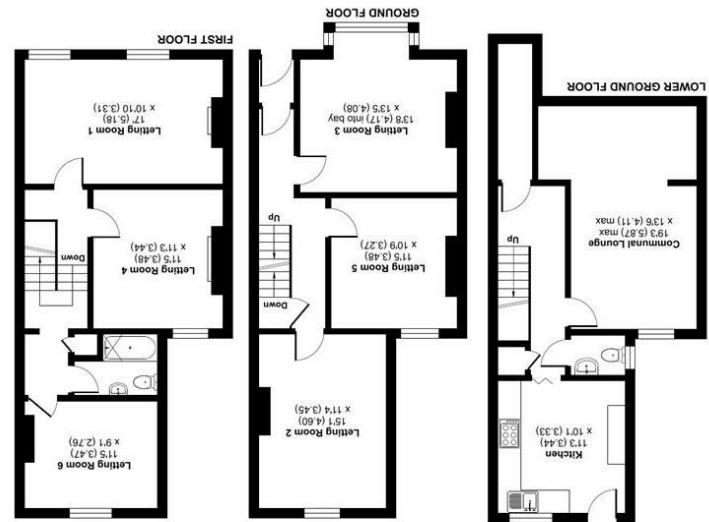 Kitchen
11'3 (3.44)
x 10'1 (3.33)
Communal Lounge
19'3 (5.87) max
x 13'6 (4.11) max
Up
LOWER GROUND FLOOR
Letting Room 2
15'1 (4.60)
x 11'4 (3.45)
Down
Up
Letting Room 5
11'5 (3.48)
x 10'9 (3.27)
Letting Room 3
13'8 (4.17) into bay
x 13'5 (4.08)
GROUND FLOOR
Letting Room 6
11'5 (3.47)
x 9'1 (2.76)
Down
Letting Room 4
11'5 (3.48)
x 11'3 (3.44)
Letting Room 1
17' (5.18)
x 10'10 (3.31)
FIRST FLOOR